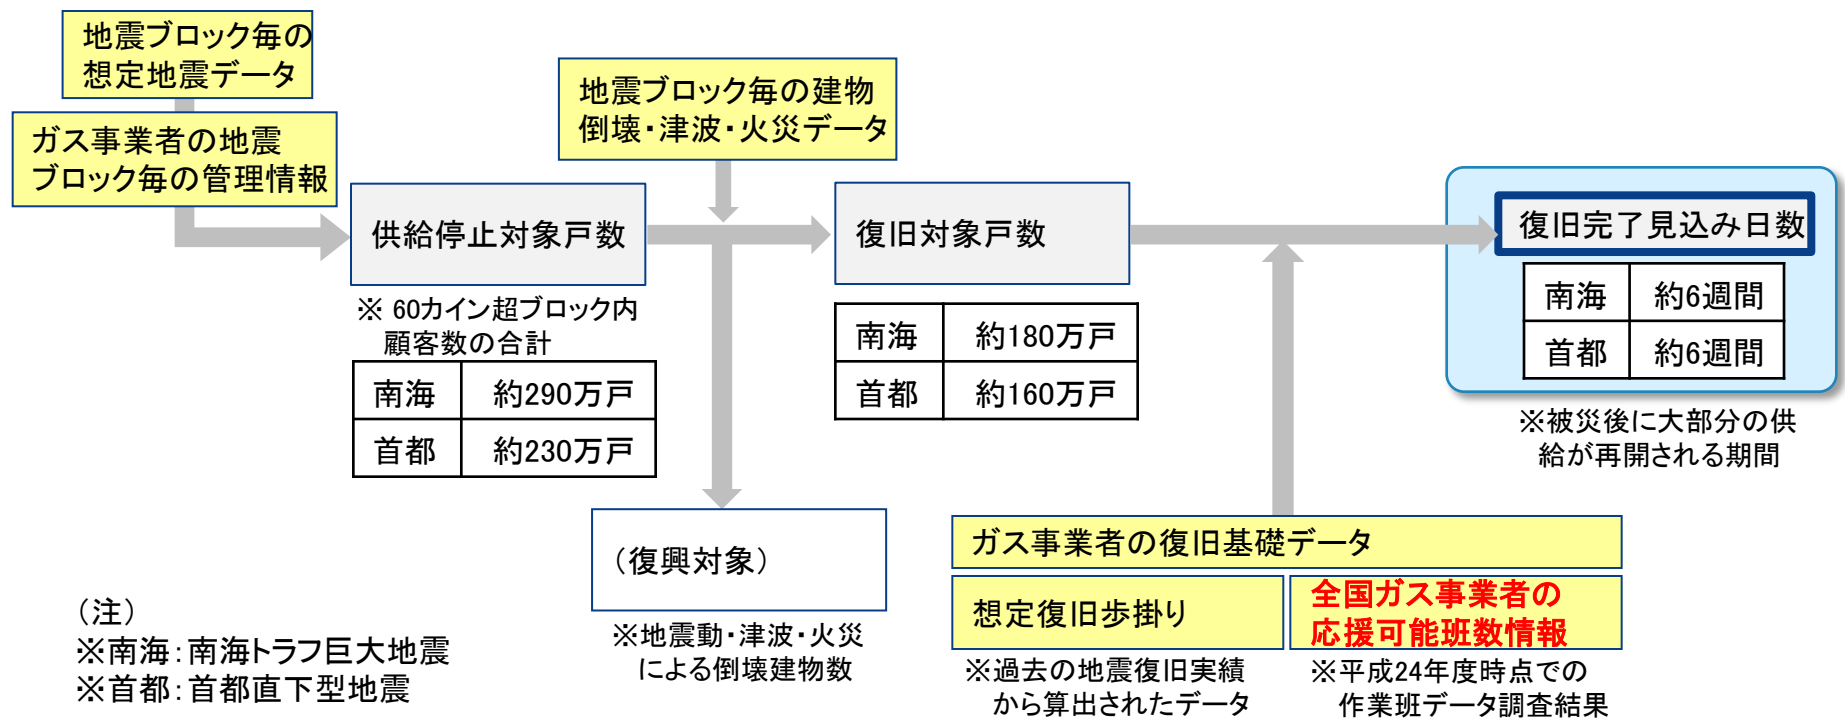 地震ブロック毎の
想定地震データ
ガス事業者の地震
ブロック毎の管理情報
地震ブロック毎の建物
倒壊・津波・火災データ
供給停止対象戸数
※ 60カイン超ブロック内
顧客数の合計
南海 約290万戸
首都 約230万戸
復旧対象戸数
南海 約180万戸
首都 約160万戸
復旧完了見込み日数
南海 約6週間
首都 約6週間
※被災後に大部分の供
給が再開される期間
（復興対象）
※地震動・津波・火災
による倒壊建物数
ガス事業者の復旧基礎データ
想定復旧歩掛り
※過去の地震復旧実績
から算出されたデータ
全国ガス事業者の
応援可能班数情報
※平成24年度時点での
作業班データ調査結果
（注）
※南海：南海トラフ巨大地震
※首都：首都直下型地震